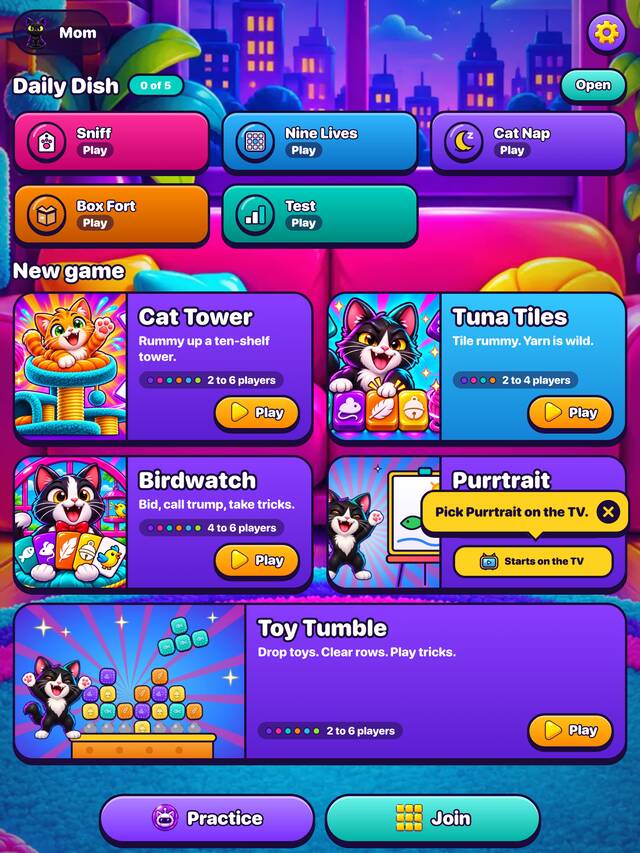 Mom
Daily Dish
0 of 5
Open
Sniff
Play
Nine Lives
Play
Cat Nap
Play
Box Fort
Play
Test
Play
New game
Cat Tower
Rummy up a ten-shelf
tower.
2 to 6 players
Play
Tuna Tiles
Tile rummy. Yarn is wild.
2 to 4 players
Play
Birdwatch
Bid, call trump, take tricks.
4 to 6 players
Play
Purrtrait
Pick Purrtrait on the TV.
Starts on the TV
Toy Tumble
Drop toys. Clear rows. Play tricks.
2 to 6 players
Play
Practice
Join